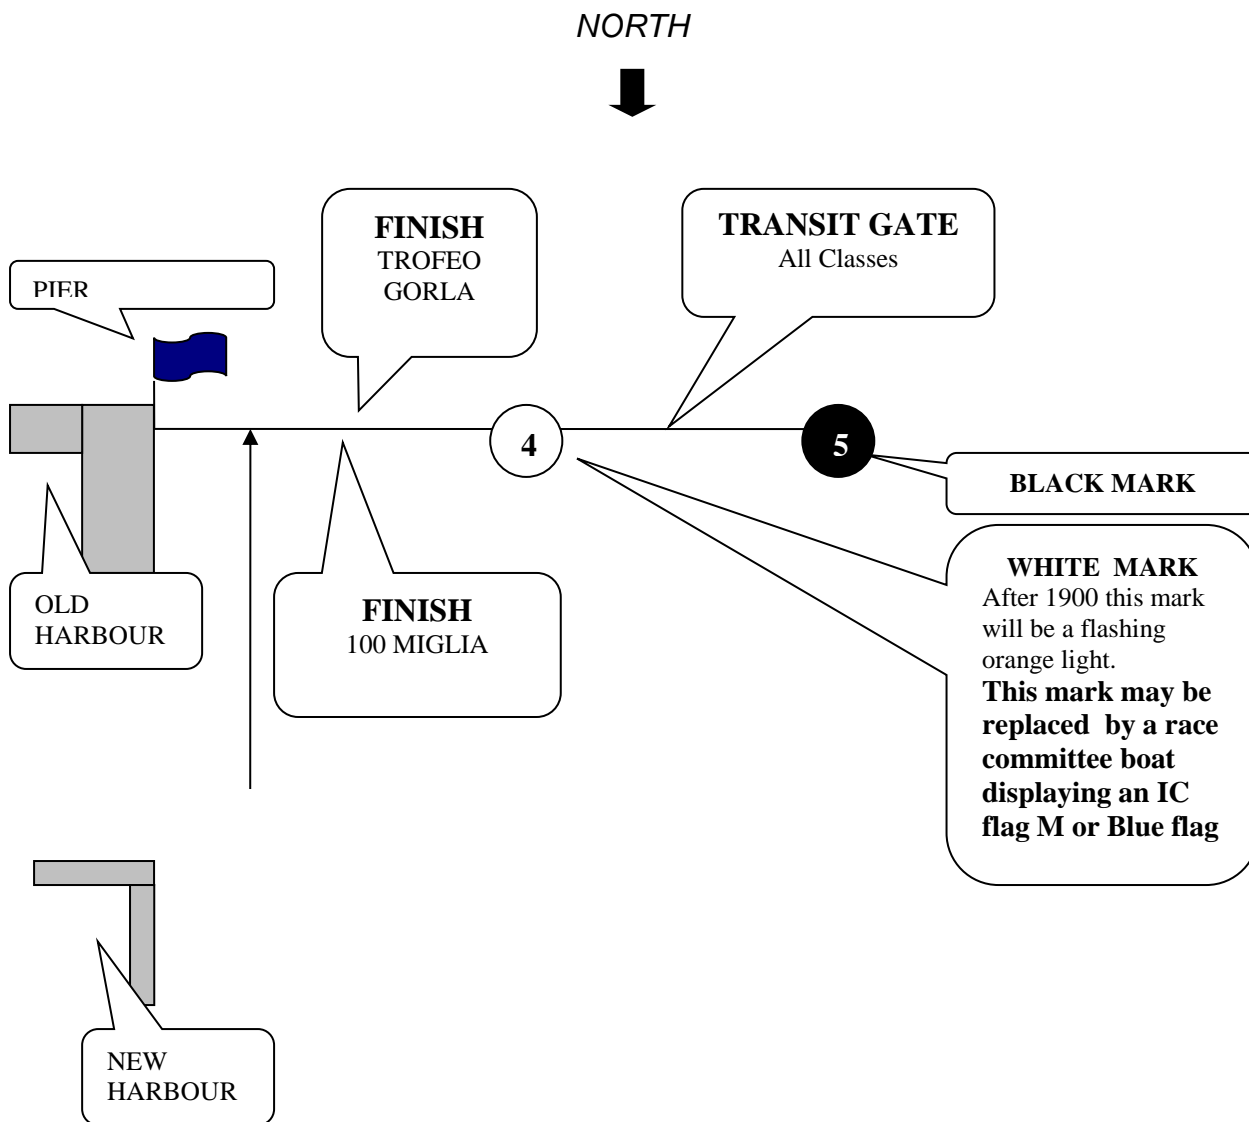 NORTH
FINISH
TROFEO
GORLA
TRANSIT GATE
All Classes
PIER
4
5
BLACK MARK
OLD
HARBOUR
FINISH
100 MIGLIA
WHITE MARK
After 1900 this mark
will be a flashing
orange light.
This mark may be
replaced by a race
committee boat
displaying an IC
flag M or Blue flag
NEW
HARBOUR